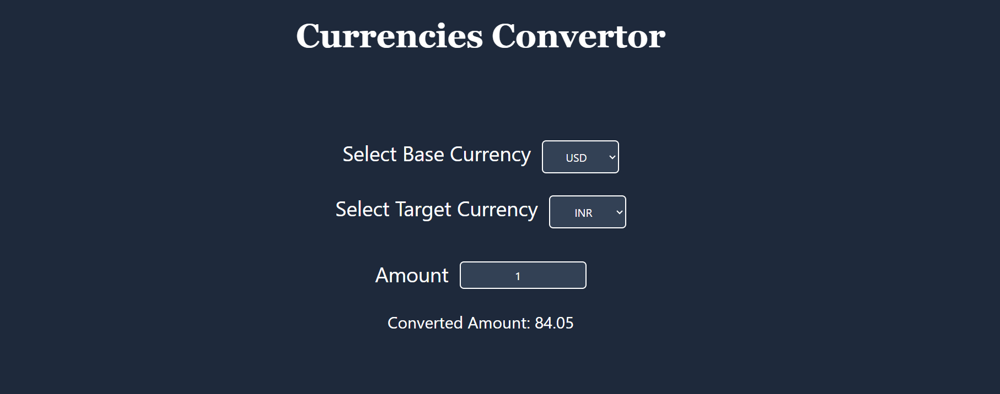 Currencies Convertor
Select Base Currency USD
Select Target Currency INR
Amount 1
Converted Amount: 84.05